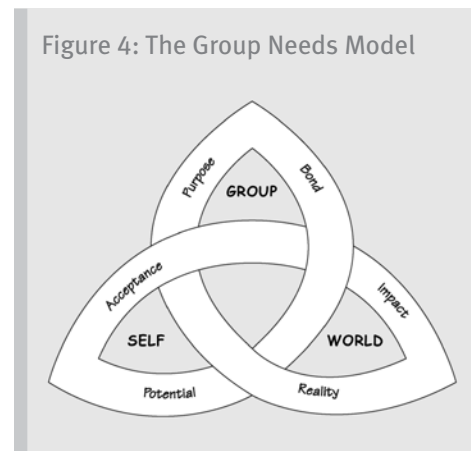 Figure 4: The Group Needs Model
Purpose
Bond
GROUP
Acceptance
Impact
SELF
WORLD
Potential
Reality